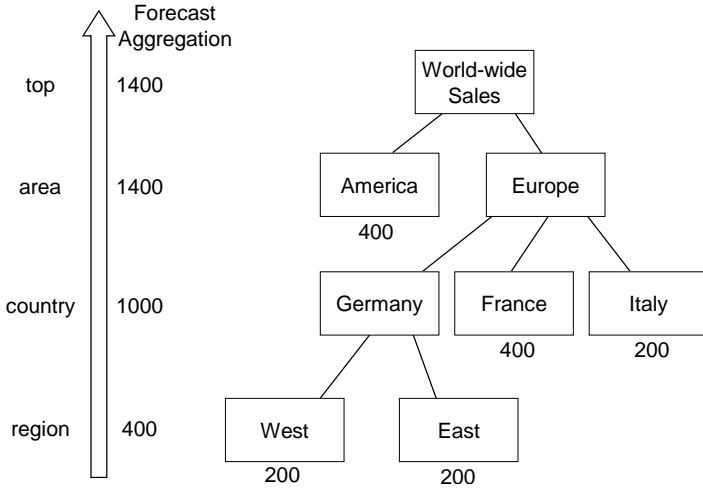 Forecast
Aggregation
top
1400
World-wide
Sales
area
1400
America
Europe
400
country
1000
Germany
France
Italy
400
200
region
400
West
East
200
200